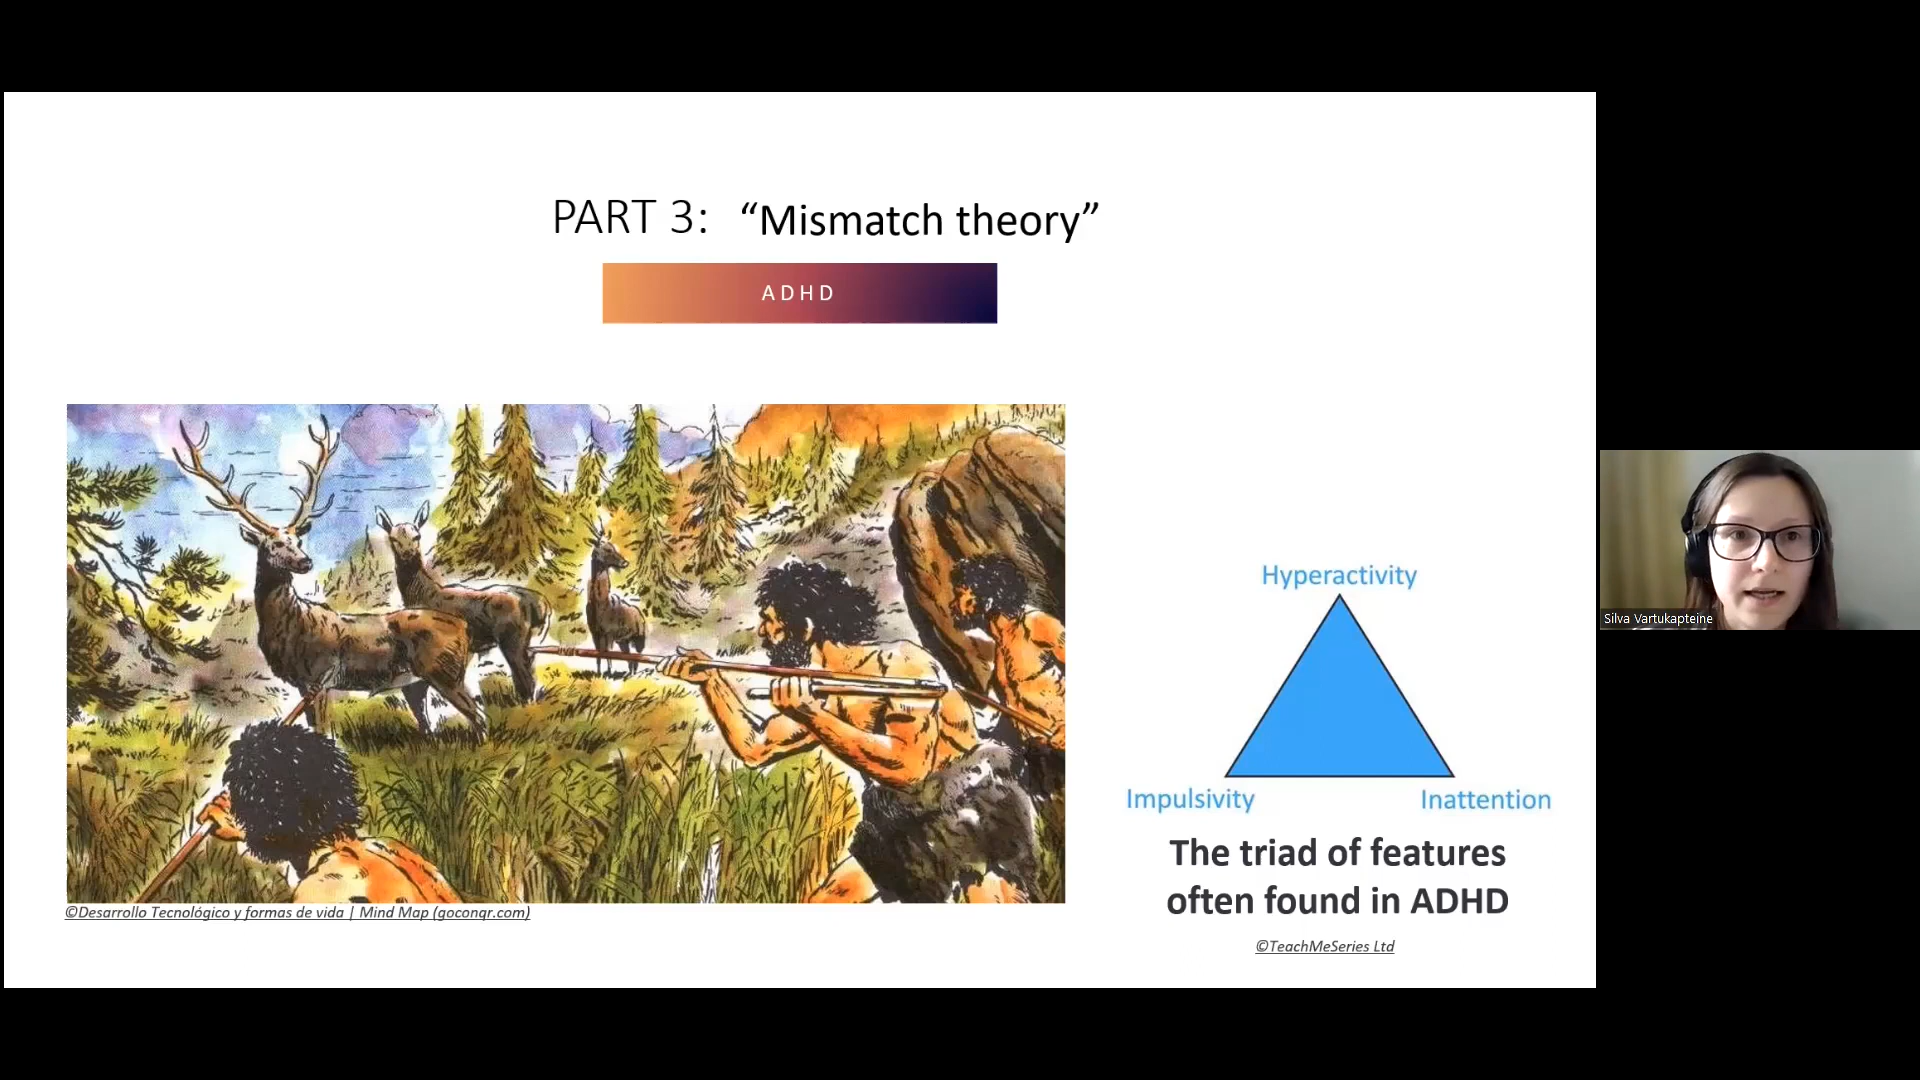 PART 3: “Mismatch theory”
ADHD
©Desarrollo Tecnológico y formas de vida | Mind Map (goconqr.com)
Hyperactivity
Impulsivity
Inattention
The triad of features
often found in ADHD
©TeachMeSeries Ltd
Silva Vartukapteine